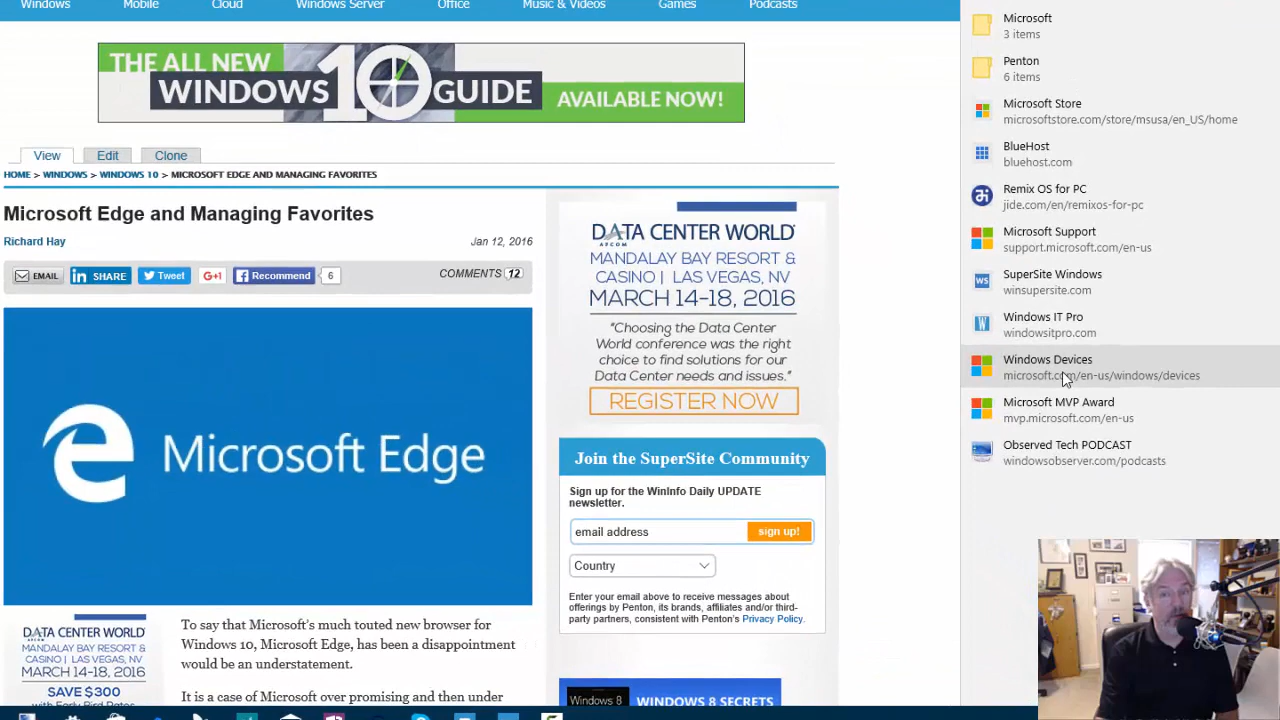 Windows Mobile Cloud Windows Server Office Music & Videos Games Podcasts
THE ALL NEW
WINDOWS 10 GUIDE
AVAILABLE NOW!
View Edit Clone
HOME > WINDOWS > WINDOWS 10 > MICROSOFT EDGE AND MANAGING FAVORITES
Microsoft Edge and Managing Favorites
Richard Hay
Jan 12, 2016
EMAIL SHARE Tweet G+1 Recommend 6
COMMENTS 12
Microsoft Edge
DATA CENTER WORLD
AFCOM
MANDALAY BAY RESORT &
CASINO | LAS VEGAS, NV
MARCH 14-18, 2016
SAVE $300
with Early Bird Rates
To say that Microsoft's much touted new browser for
Windows 10, Microsoft Edge, has been a disappointment
would be an understatement.
It is a case of Microsoft over promising and then under
DATA CENTER WORLD
AFCOM
MANDALAY BAY RESORT &
CASINO | LAS VEGAS, NV
MARCH 14-18, 2016
"Choosing the Data Center
World conference was the right
choice to find solutions for our
Data Center needs and issues."
REGISTER NOW
Join the SuperSite Community
Sign up for the WinInfo Daily UPDATE
newsletter.
email address sign up!
Country
Enter your email above to receive messages about
offerings by Penton, its brands, affiliates and/or third-
party partners, consistent with Penton's Privacy Policy.
Windows 8
WINDOWS 8 SECRETS
Microsoft
3 items
Penton
6 items
Microsoft Store
microsoftstore.com/store/msusa/en_US/home
BlueHost
bluehost.com
Remix OS for PC
jide.com/en/remixos-for-pc
Microsoft Support
support.microsoft.com/en-us
WS
SuperSite Windows
winsupersite.com
W
Windows IT Pro
windowsitpro.com
Windows Devices
microsoft.com/en-us/windows/devices
Microsoft MVP Award
mvp.microsoft.com/en-us
Observed Tech PODCAST
windowsobserver.com/podcasts